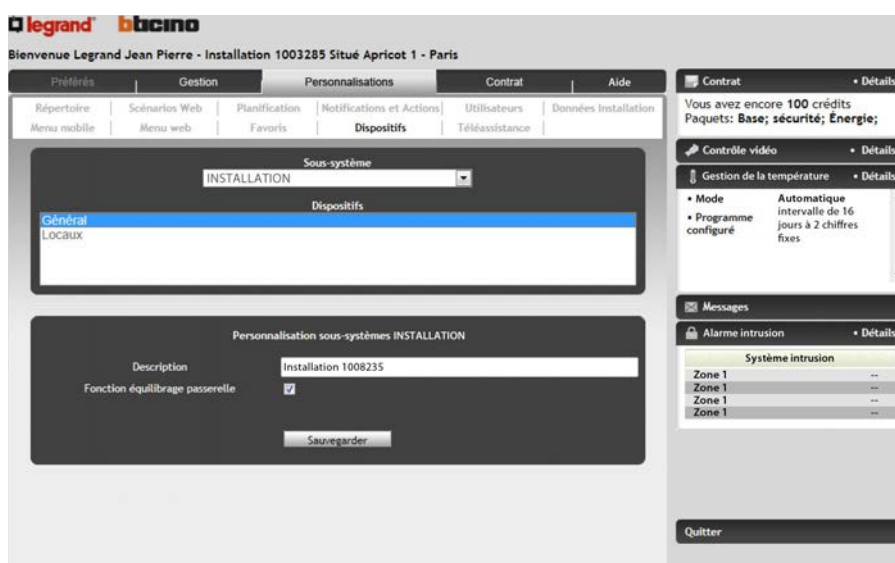 legrand bticino
Bienvenue Legrand Jean Pierre - Installation 1003285 Situé Apricot 1 - Paris
Préférés Gestion Personnalisations Contrat Aide
Répertoire Scénarios Web Planification Notifications et Actions Utilisateurs Données Installation
Menu mobile Menu web Favoris Dispositifs Téléassistance
Sous-système
INSTALLATION
Dispositifs
Général
Locaux
Personnalisation sous-systèmes INSTALLATION
Description Installation 1008235
Fonction équilibrage passerelle
Sauvegarder
Contrat • Détails
Vous avez encore 100 crédits
Paquets: Base; sécurité; Énergie;
Contrôle vidéo • Détails
Gestion de la température • Détails
• Mode Automatique
intervalle de 16
• Programme jours à 2 chiffres
configuré fixes
Messages
Alarme intrusion • Détails
Système intrusion
Zone 1 --
Zone 1 --
Zone 1 --
Zone 1 --
Quitter